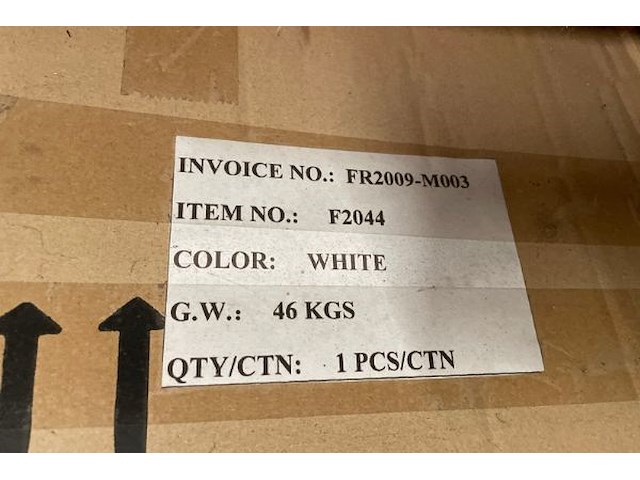 INVOICE NO.: FR2009-M003
ITEM NO.: F2044
COLOR: WHITE
G.W.: 46 KGS
QTY/CTN: 1 PCS/CTN